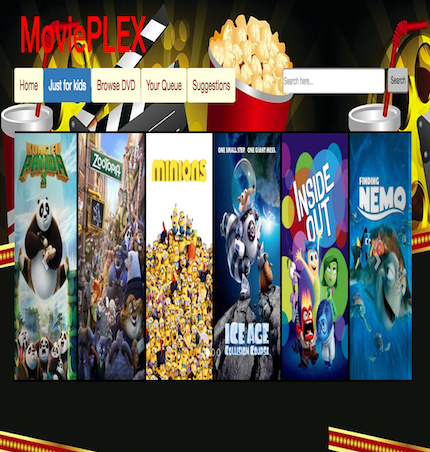 MoviePLEX
Home Just for kids Browse DVD Your Queue Suggestions
Search here... Search
KUNG FU
PANDA
ZOOTOPIA
MINIONS
ONE SMALL STEP. ONE GIANT MESS.
ICE AGE
COLLISION COURSE
INSIDE
OUT
FINDING
NEMO